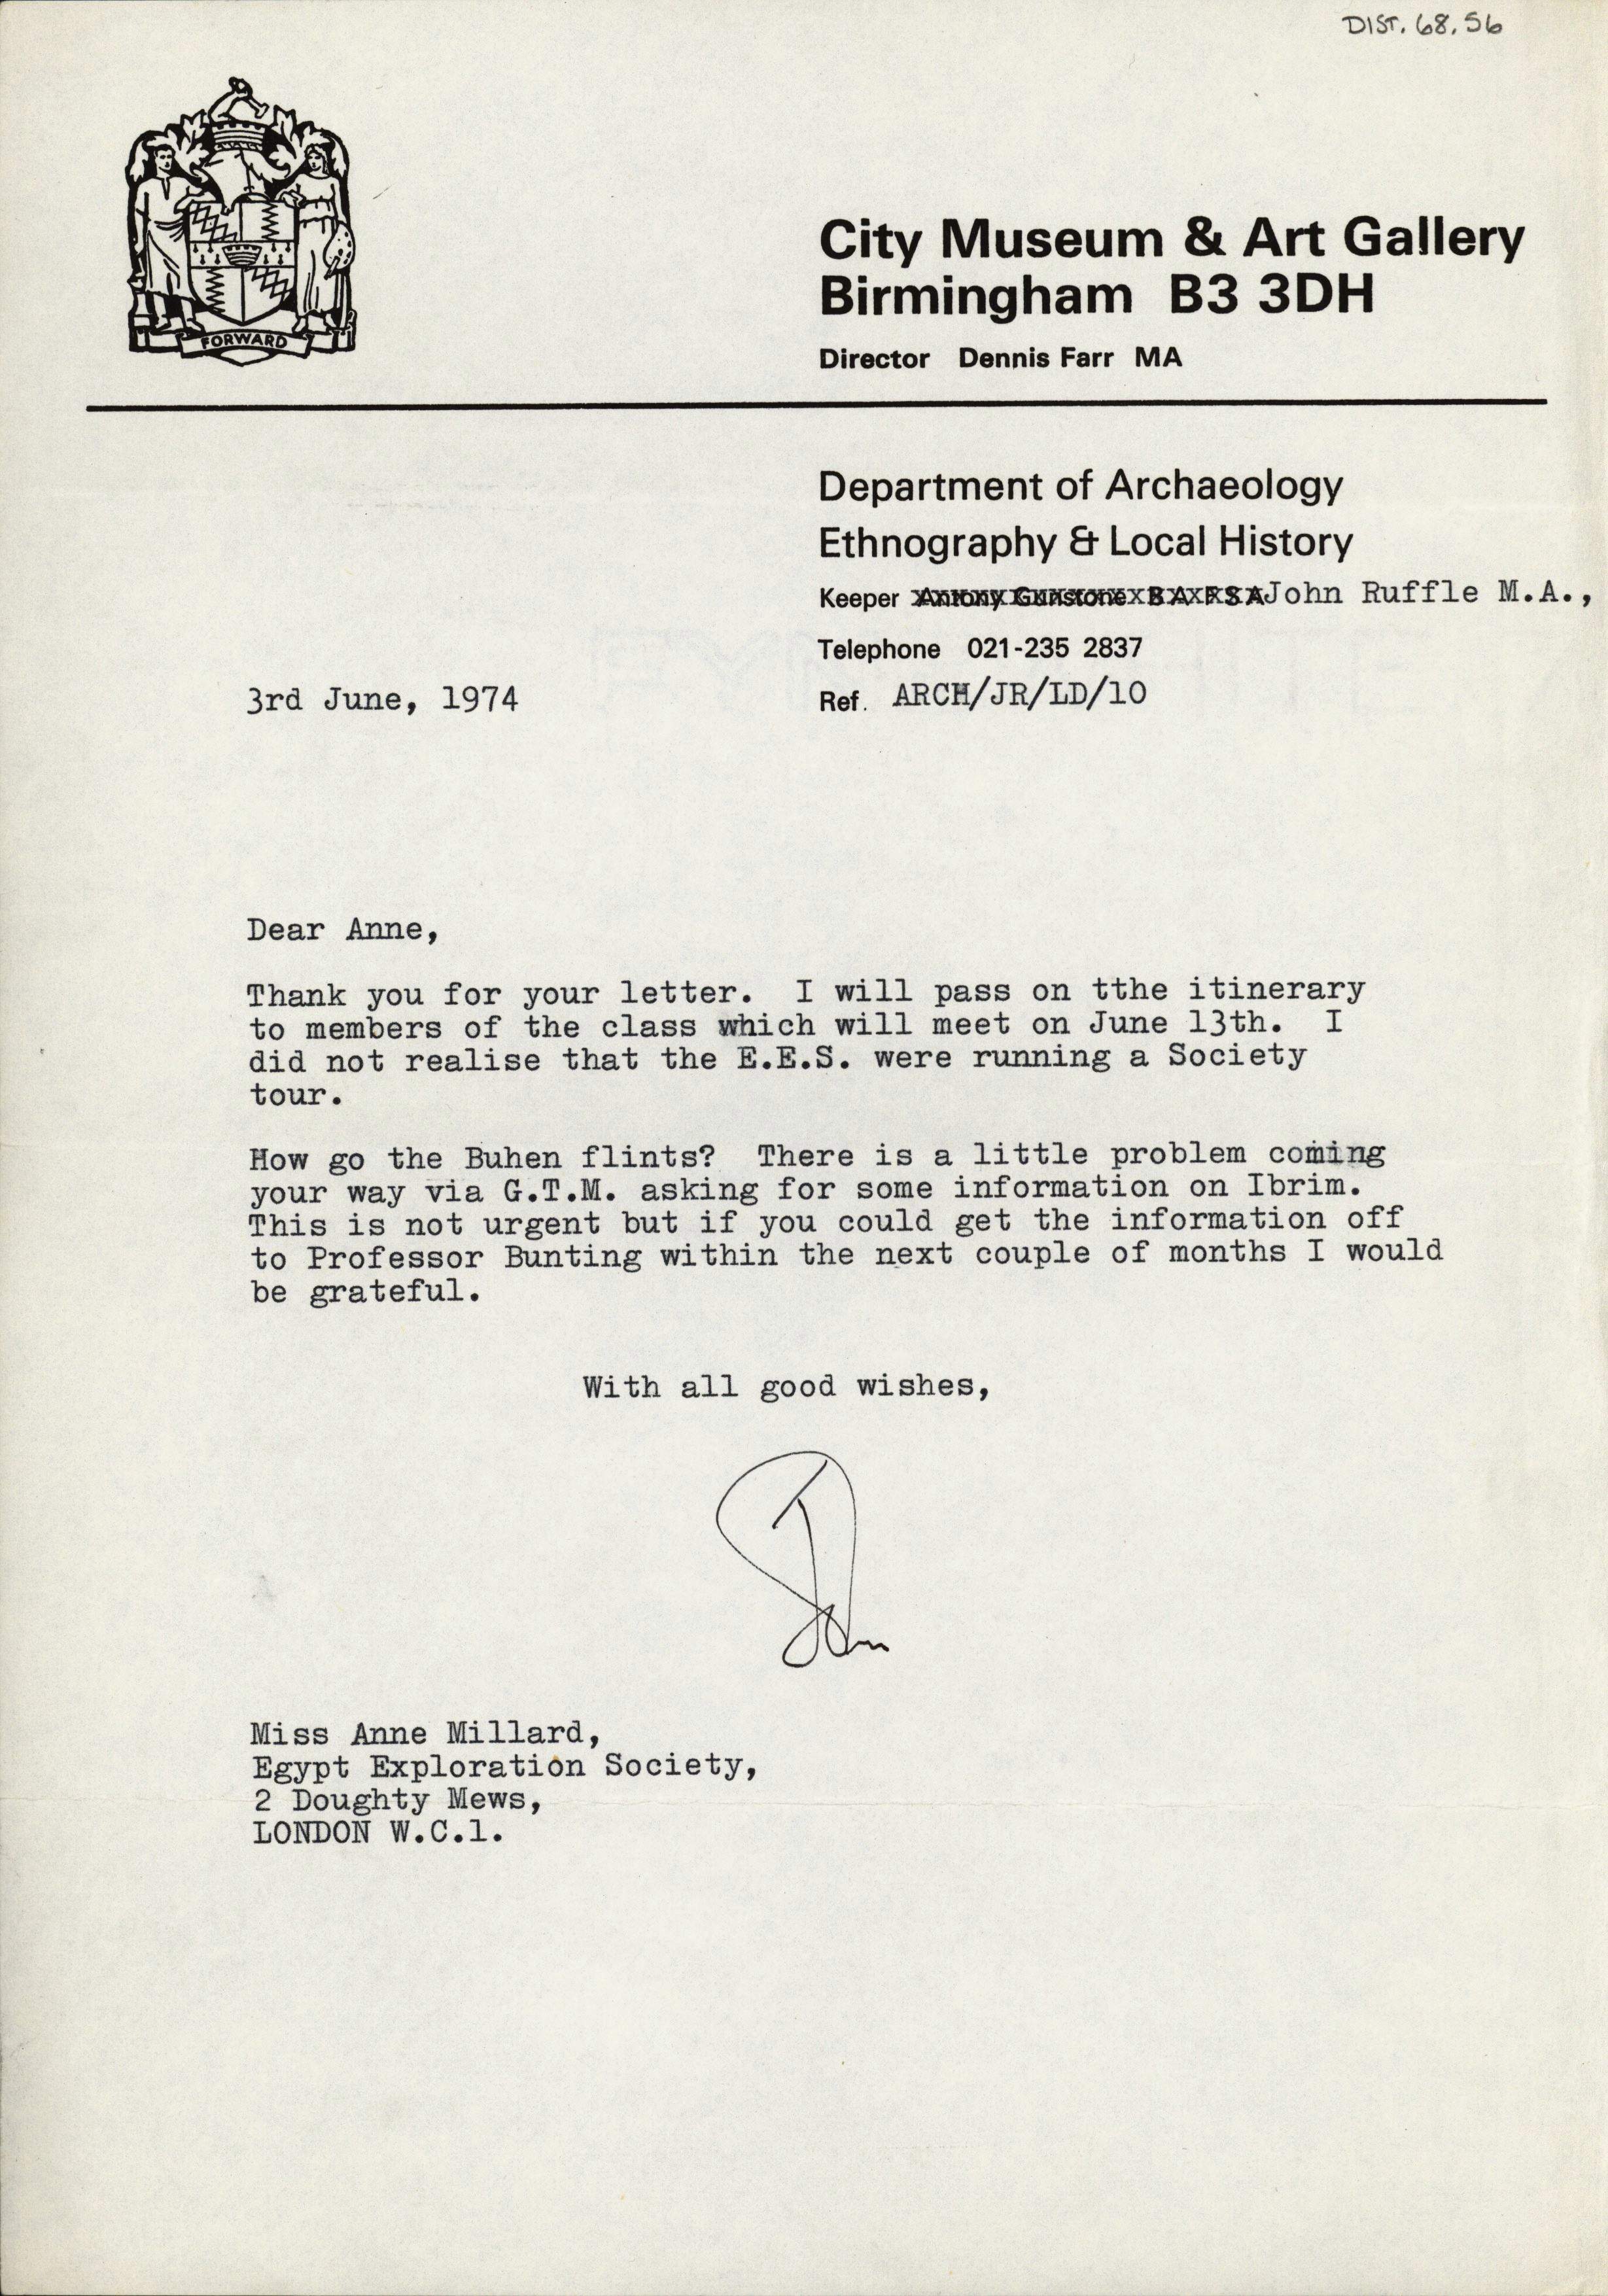 DIST. 68.56
FORWARD
City Museum & Art Gallery
Birmingham B3 3DH
Director Dennis Farr MA
Department of Archaeology
Ethnography & Local History
Keeper Antony Gunstone B A F S A John Ruffle M.A.,
Telephone 021-235 2837
3rd June, 1974
Ref. ARCH/JR/LD/10
Dear Anne,
Thank you for your letter. I will pass on tthe itinerary
to members of the class which will meet on June 13th. I
did not realise that the E.E.S. were running a Society
tour.
How go the Buhen flints? There is a little problem coming
your way via G.T.M. asking for some information on Ibrim.
This is not urgent but if you could get the information off
to Professor Bunting within the next couple of months I would
be grateful.
With all good wishes,
John
Miss Anne Millard,
Egypt Exploration Society,
2 Doughty Mews,
LONDON W.C.1.